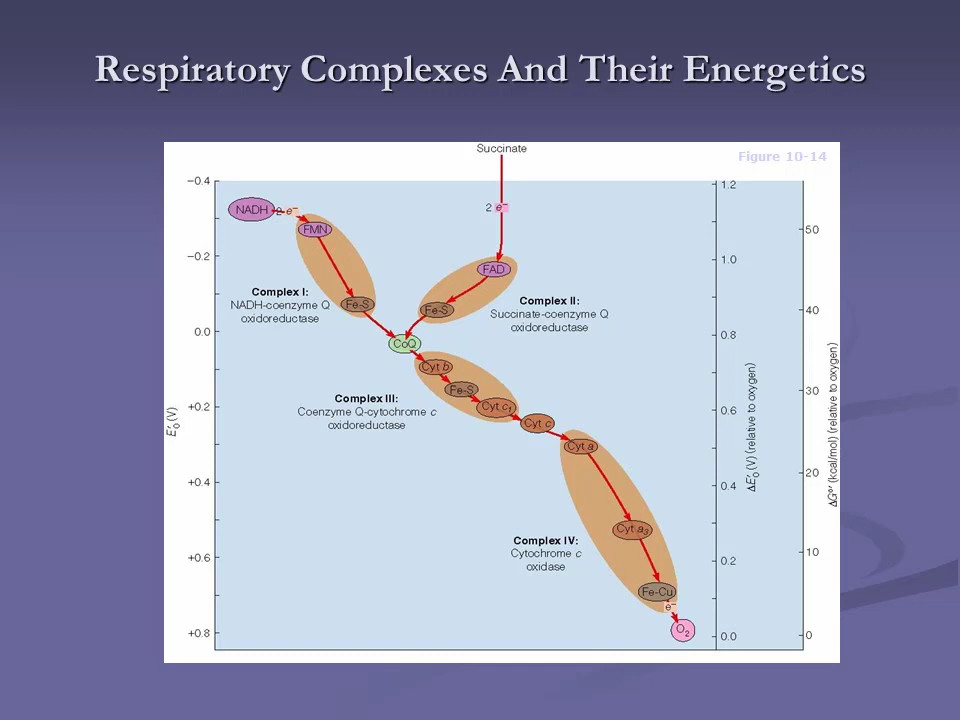 Respiratory Complexes And Their Energetics
Figure 10-14
Succinate
−0.4
−0.2
0.0
+0.2
+0.4
+0.6
+0.8
E′₀ (V)
NADH
2 e⁻
FMN
Fe-S
Complex I:
NADH-coenzyme Q
oxidoreductase
2 e⁻
FAD
Fe-S
Complex II:
Succinate-coenzyme Q
oxidoreductase
CoQ
Cyt b
Fe-S
Cyt c₁
Complex III:
Coenzyme Q-cytochrome c
oxidoreductase
Cyt c
Cyt a
Cyt a₃
Fe-Cu
Complex IV:
Cytochrome c
oxidase
e⁻
O₂
1.2
1.0
0.8
0.6
0.4
0.2
0.0
ΔE′₀ (V) (relative to oxygen)
50
40
30
20
10
0
ΔG°′ (kcal/mol) (relative to oxygen)